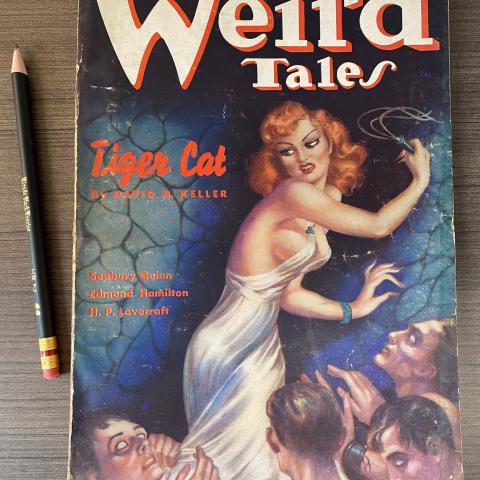 Weird
Tales
Tiger Cat
By DAVID H. KELLER
Seabury Quinn
Edmond Hamilton
H. P. Lovecraft